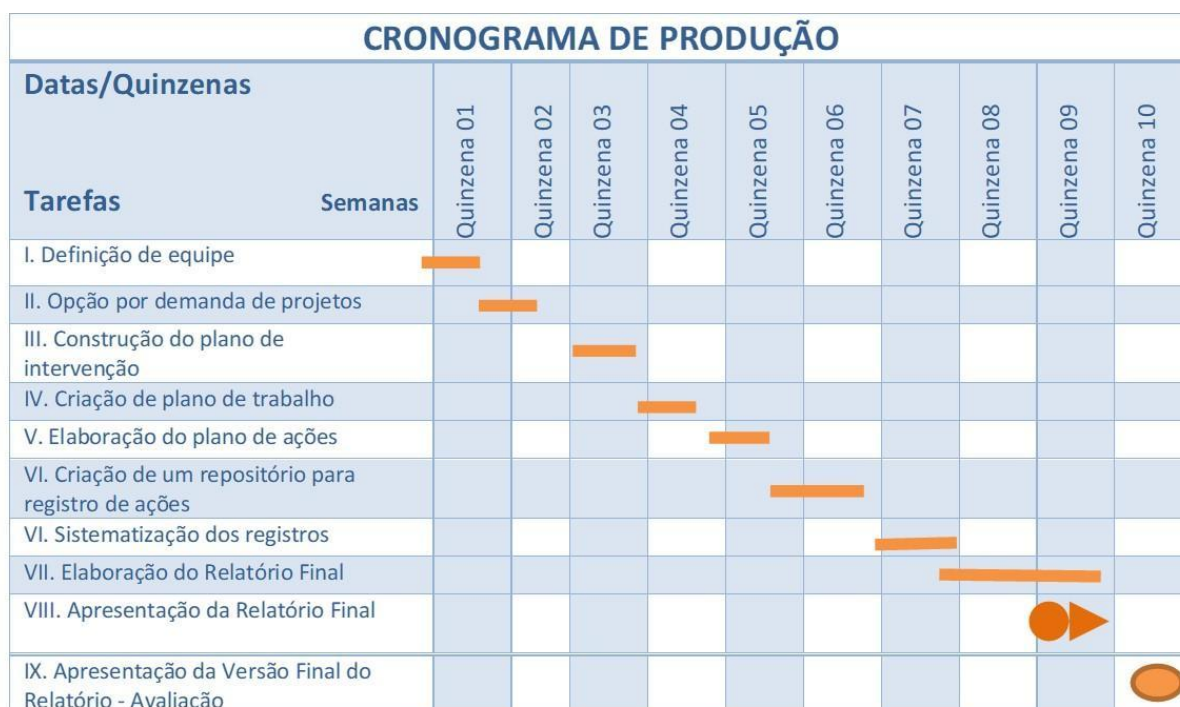 CRONOGRAMA DE PRODUÇÃO
Datas/Quinzenas
Tarefas Semanas
Quinzena 01
Quinzena 02
Quinzena 03
Quinzena 04
Quinzena 05
Quinzena 06
Quinzena 07
Quinzena 08
Quinzena 09
Quinzena 10
I. Definição de equipe
II. Opção por demanda de projetos
III. Construção do plano de
intervenção
IV. Criação de plano de trabalho
V. Elaboração do plano de ações
VI. Criação de um repositório para
registro de ações
VI. Sistematização dos registros
VII. Elaboração do Relatório Final
VIII. Apresentação da Relatório Final
IX. Apresentação da Versão Final do
Relatório - Avaliação